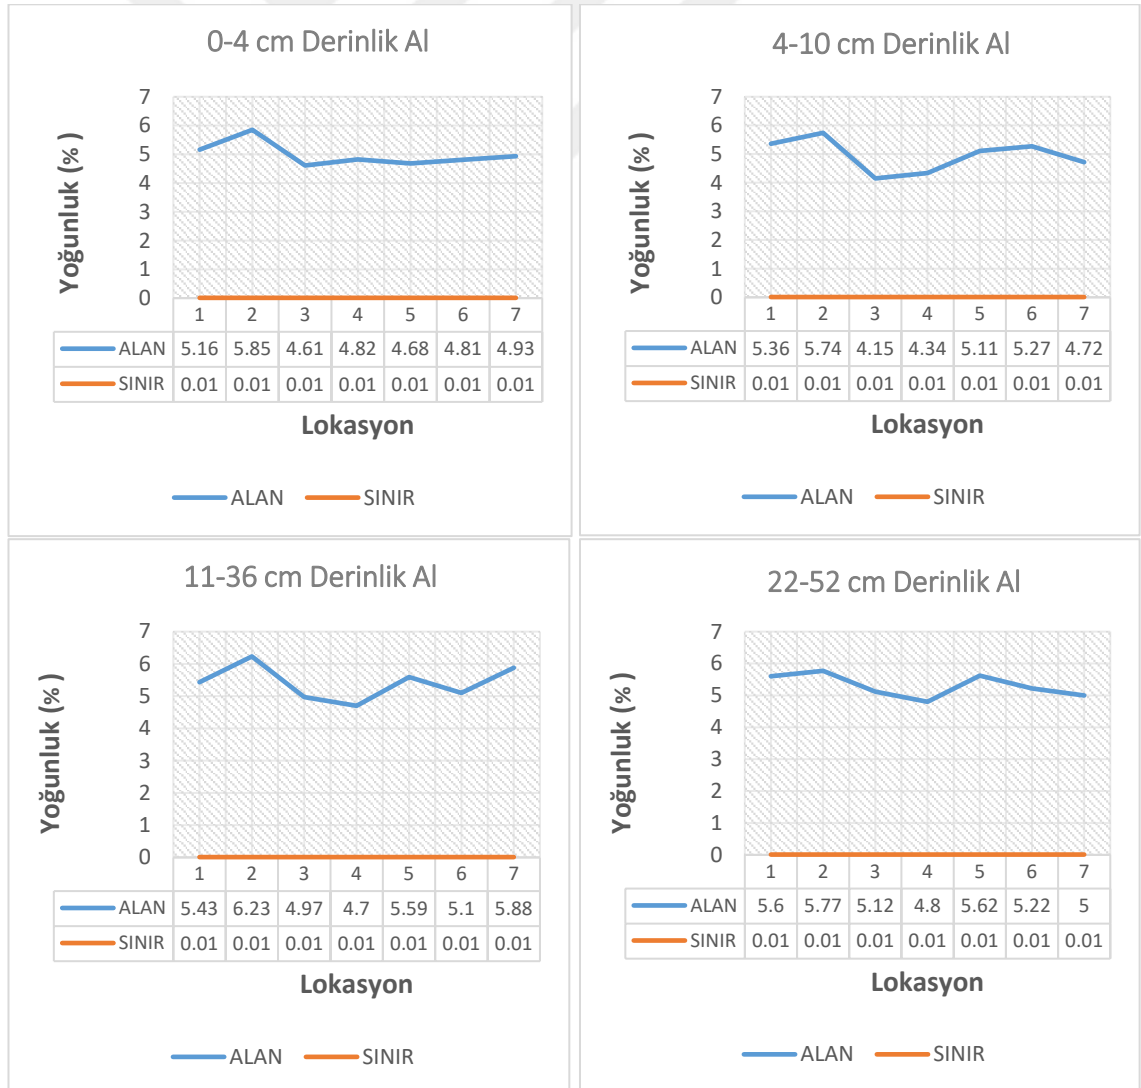 0-4 cm Derinlik Al
Yoğunluk (% )
7
6
5
4
3
2
1
0
1 2 3 4 5 6 7
ALAN 5.16 5.85 4.61 4.82 4.68 4.81 4.93
SINIR 0.01 0.01 0.01 0.01 0.01 0.01 0.01
Lokasyon
ALAN SINIR
4-10 cm Derinlik Al
Yoğunluk (% )
7
6
5
4
3
2
1
0
1 2 3 4 5 6 7
ALAN 5.36 5.74 4.15 4.34 5.11 5.27 4.72
SINIR 0.01 0.01 0.01 0.01 0.01 0.01 0.01
Lokasyon
ALAN SINIR
11-36 cm Derinlik Al
Yoğunluk (% )
7
6
5
4
3
2
1
0
1 2 3 4 5 6 7
ALAN 5.43 6.23 4.97 4.7 5.59 5.1 5.88
SINIR 0.01 0.01 0.01 0.01 0.01 0.01 0.01
Lokasyon
ALAN SINIR
22-52 cm Derinlik Al
Yoğunluk (% )
7
6
5
4
3
2
1
0
1 2 3 4 5 6 7
ALAN 5.6 5.77 5.12 4.8 5.62 5.22 5
SINIR 0.01 0.01 0.01 0.01 0.01 0.01 0.01
Lokasyon
ALAN SINIR